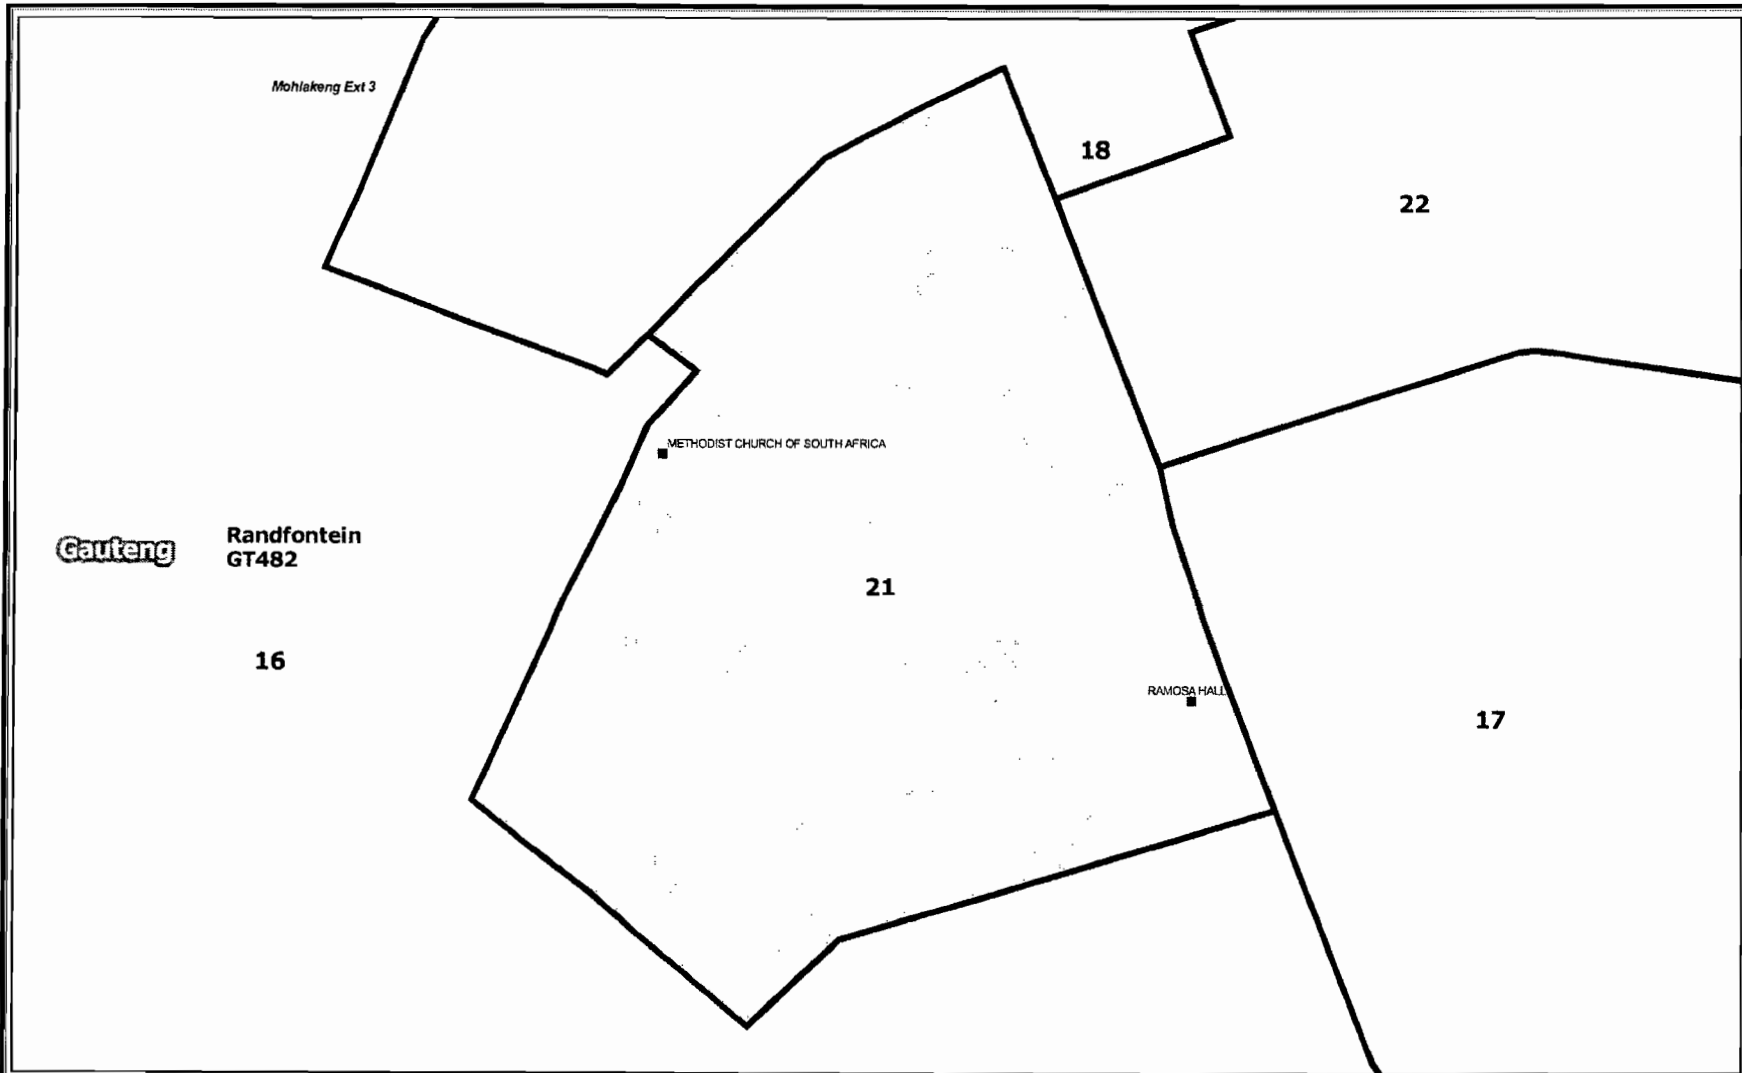 Mohlakeng Ext 3
18
22
METHODIST CHURCH OF SOUTH AFRICA
Gauteng
Randfontein
GT482
21
16
RAMOSA HALL
17